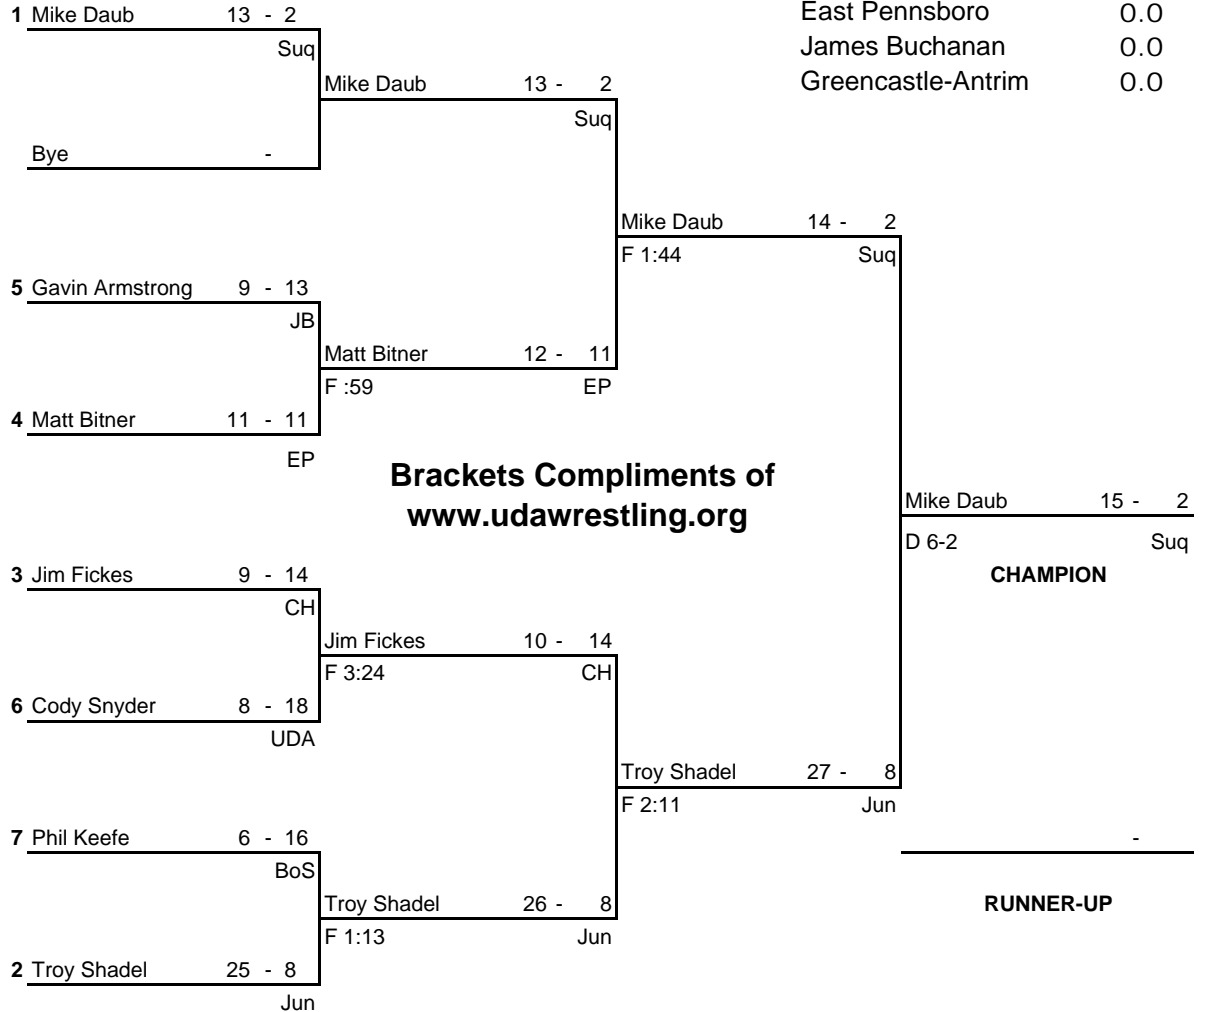 1 Mike Daub 13 - 2
East Pennsboro 0.0
Suq
James Buchanan 0.0
Mike Daub 13 - 2
Greencastle-Antrim 0.0
Suq
Bye -
Mike Daub 14 - 2
F 1:44 Suq
5 Gavin Armstrong 9 - 13
JB
Matt Bitner 12 - 11
F :59 EP
4 Matt Bitner 11 - 11
EP
Brackets Compliments of
www.udawrestling.org
Mike Daub 15 - 2
D 6-2 Suq
CHAMPION
3 Jim Fickes 9 - 14
CH
Jim Fickes 10 - 14
F 3:24 CH
6 Cody Snyder 8 - 18
UDA
Troy Shadel 27 - 8
F 2:11 Jun
7 Phil Keefe 6 - 16
-
BoS
Troy Shadel 26 - 8
RUNNER-UP
F 1:13 Jun
2 Troy Shadel 25 - 8
Jun